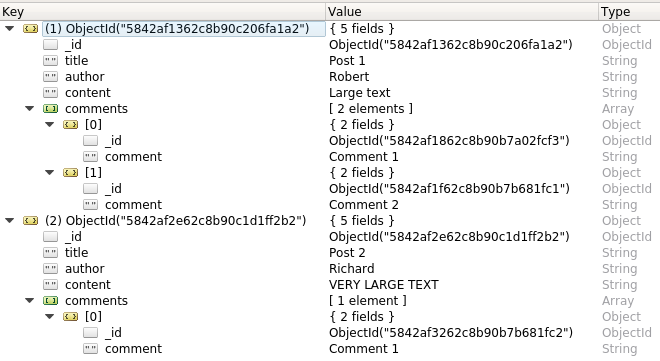 Key Value Type
(1) ObjectId("5842af1362c8b90c206fa1a2") { 5 fields } Object
_id ObjectId("5842af1362c8b90c206fa1a2") ObjectId
title Post 1 String
author Robert String
content Large text String
comments [ 2 elements ] Array
[0] { 2 fields } Object
_id ObjectId("5842af1862c8b90b7a02fcf3") ObjectId
comment Comment 1 String
[1] { 2 fields } Object
_id ObjectId("5842af1f62c8b90b7b681fc1") ObjectId
comment Comment 2 String
(2) ObjectId("5842af2e62c8b90c1d1ff2b2") { 5 fields } Object
_id ObjectId("5842af2e62c8b90c1d1ff2b2") ObjectId
title Post 2 String
author Richard String
content VERY LARGE TEXT String
comments [ 1 element ] Array
[0] { 2 fields } Object
_id ObjectId("5842af3262c8b90b7b681fc2") ObjectId
comment Comment 1 String